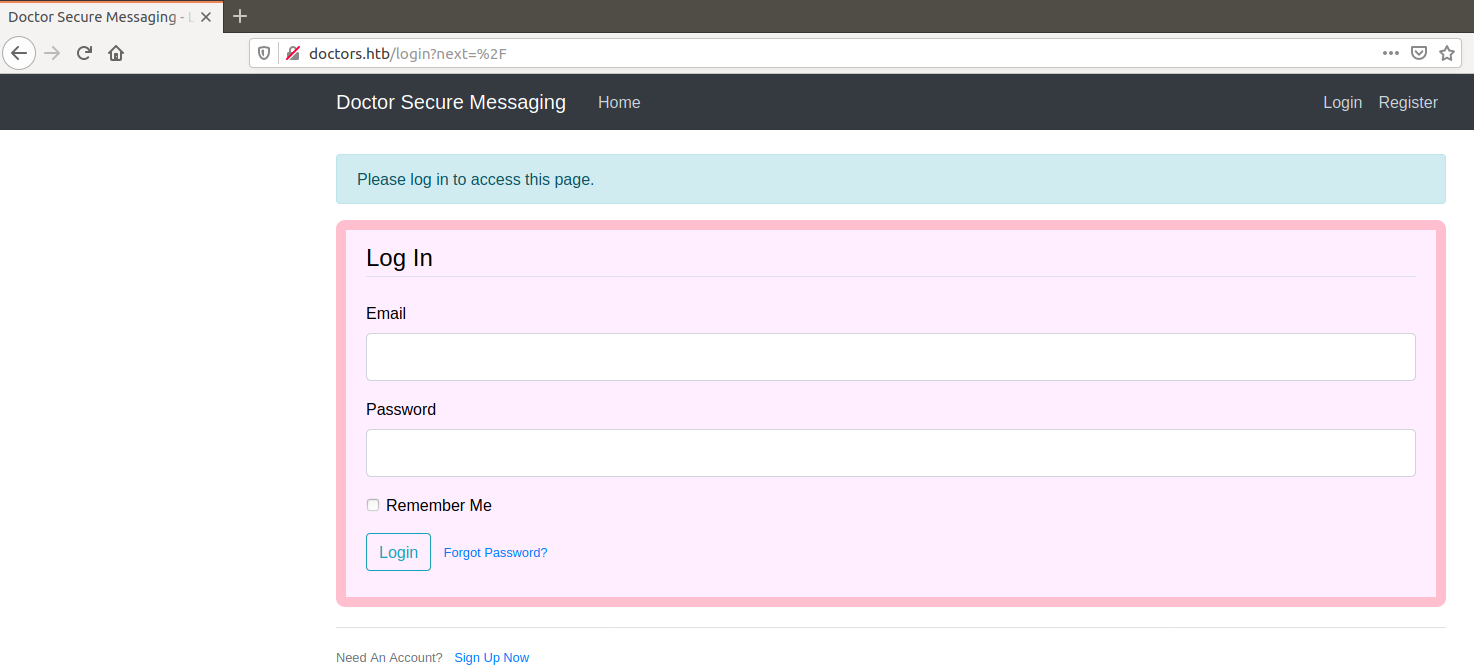 Doctor Secure Messaging -
doctors.htb/login?next=%2F
Doctor Secure Messaging Home Login Register
Please log in to access this page.
Log In
Email
Password
Remember Me
Login Forgot Password?
Need An Account? Sign Up Now